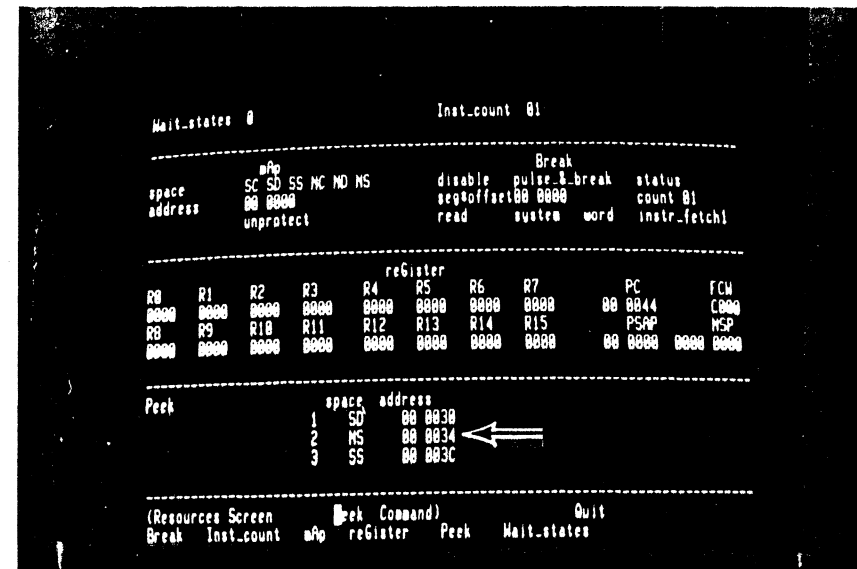 Wait_states 0 Inst_count 01
mAp Break
space SC SD SS NC ND NS disable pulse_&_break status
address 00 0000 seg&offset00 0000 count 01
unprotect read system word instr_fetch1
reGister
R0 R1 R2 R3 R4 R5 R6 R7 PC FCW
0000 0000 0000 0000 0000 0000 0000 0000 00 0044 C000
R8 R9 R10 R11 R12 R13 R14 R15 PSAP NSP
0000 0000 0000 0000 0000 0000 0000 0000 00 0000 0000 0000
Peek space address
1 SD 00 0030
2 NS 00 0034
3 SS 00 003C
(Resources Screen Peek Command) Quit
Break Inst_count mAp reGister Peek Wait_states